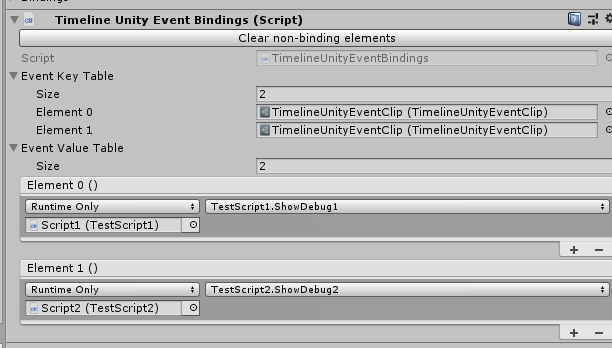 Timeline Unity Event Bindings (Script)
Clear non-binding elements
Script TimelineUnityEventBindings
Event Key Table
Size 2
Element 0 TimelineUnityEventClip (TimelineUnityEventClip)
Element 1 TimelineUnityEventClip (TimelineUnityEventClip)
Event Value Table
Size 2
Element 0 ()
Runtime Only TestScript1.ShowDebug1
Script1 (TestScript1)
+ −
Element 1 ()
Runtime Only TestScript2.ShowDebug2
Script2 (TestScript2)
+ −